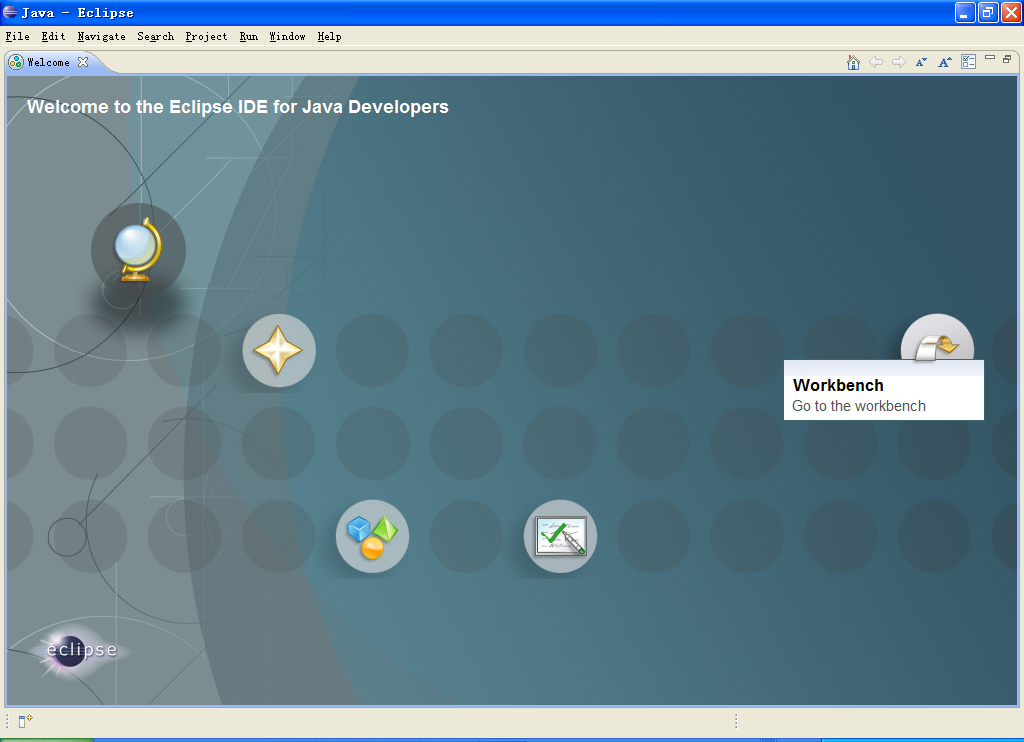 Java - Eclipse
File Edit Navigate Search Project Run Window Help
Welcome
Welcome to the Eclipse IDE for Java Developers
Workbench
Go to the workbench
eclipse